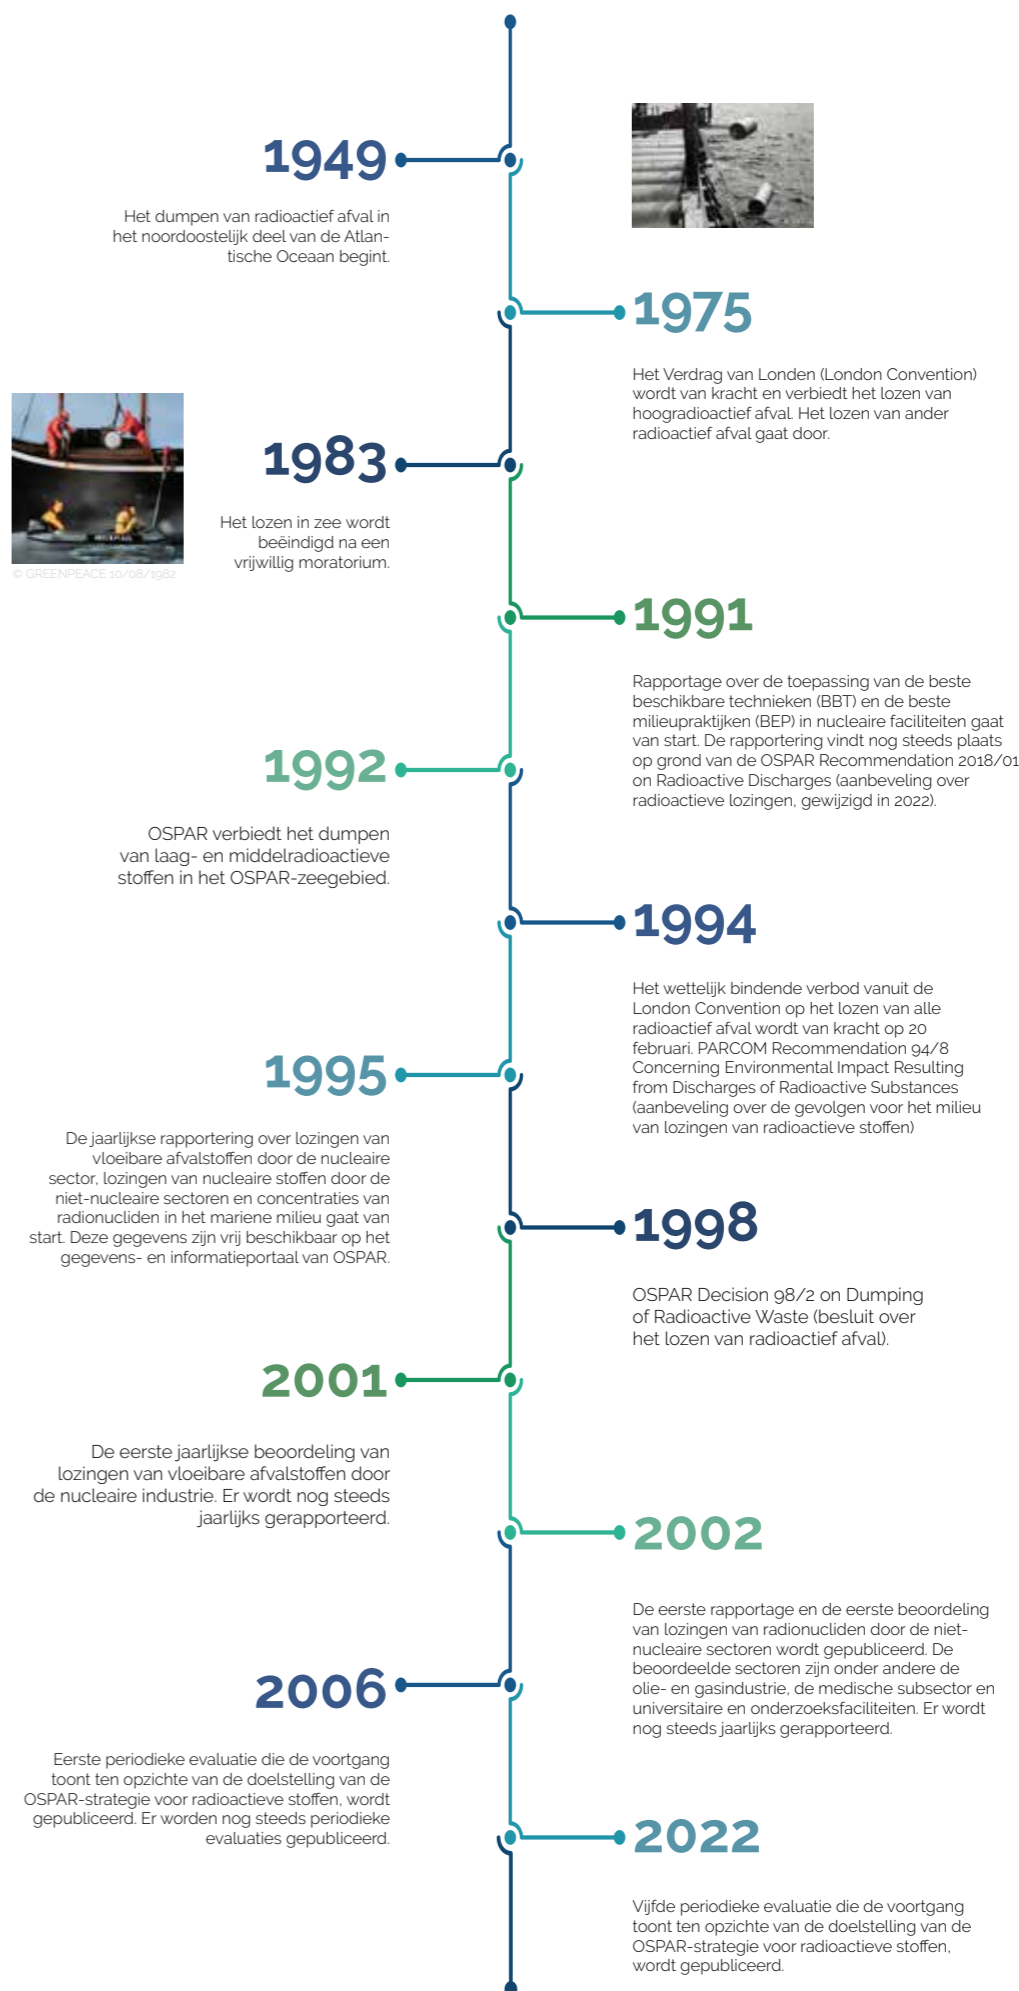 1949
Het dumpen van radioactief afval in
het noordoostelijk deel van de Atlan-
tische Oceaan begint.
1975
Het Verdrag van Londen (London Convention)
wordt van kracht en verbiedt het lozen van
hoogradioactief afval. Het lozen van ander
radioactief afval gaat door.
© GREENPEACE 10/08/1982
1983
Het lozen in zee wordt
beëindigd na een
vrijwillig moratorium.
1991
Rapportage over de toepassing van de beste
beschikbare technieken (BBT) en de beste
milieupraktijken (BEP) in nucleaire faciliteiten gaat
van start. De rapportering vindt nog steeds plaats
op grond van de OSPAR Recommendation 2018/01
on Radioactive Discharges (aanbeveling over
radioactieve lozingen, gewijzigd in 2022).
1992
OSPAR verbiedt het dumpen
van laag- en middelradioactieve
stoffen in het OSPAR-zeegebied.
1994
Het wettelijk bindende verbod vanuit de
London Convention op het lozen van alle
radioactief afval wordt van kracht op 20
februari. PARCOM Recommendation 94/8
Concerning Environmental Impact Resulting
from Discharges of Radioactive Substances
(aanbeveling over de gevolgen voor het milieu
van lozingen van radioactieve stoffen)
1995
De jaarlijkse rapportering over lozingen van
vloeibare afvalstoffen door de nucleaire
sector, lozingen van nucleaire stoffen door de
niet-nucleaire sectoren en concentraties van
radionucliden in het mariene milieu gaat van
start. Deze gegevens zijn vrij beschikbaar op het
gegevens- en informatieportaal van OSPAR.
1998
OSPAR Decision 98/2 on Dumping
of Radioactive Waste (besluit over
het lozen van radioactief afval).
2001
De eerste jaarlijkse beoordeling van
lozingen van vloeibare afvalstoffen door
de nucleaire industrie. Er wordt nog steeds
jaarlijks gerapporteerd.
2002
De eerste rapportage en de eerste beoordeling
van lozingen van radionucliden door de niet-
nucleaire sectoren wordt gepubliceerd. De
beoordeelde sectoren zijn onder andere de
olie- en gasindustrie, de medische subsector en
universitaire en onderzoeksfaciliteiten. Er wordt
nog steeds jaarlijks gerapporteerd.
2006
Eerste periodieke evaluatie die de voortgang
toont ten opzichte van de doelstelling van de
OSPAR-strategie voor radioactieve stoffen, wordt
gepubliceerd. Er worden nog steeds periodieke
evaluaties gepubliceerd.
2022
Vijfde periodieke evaluatie die de voortgang
toont ten opzichte van de doelstelling van de
OSPAR-strategie voor radioactieve stoffen,
wordt gepubliceerd.